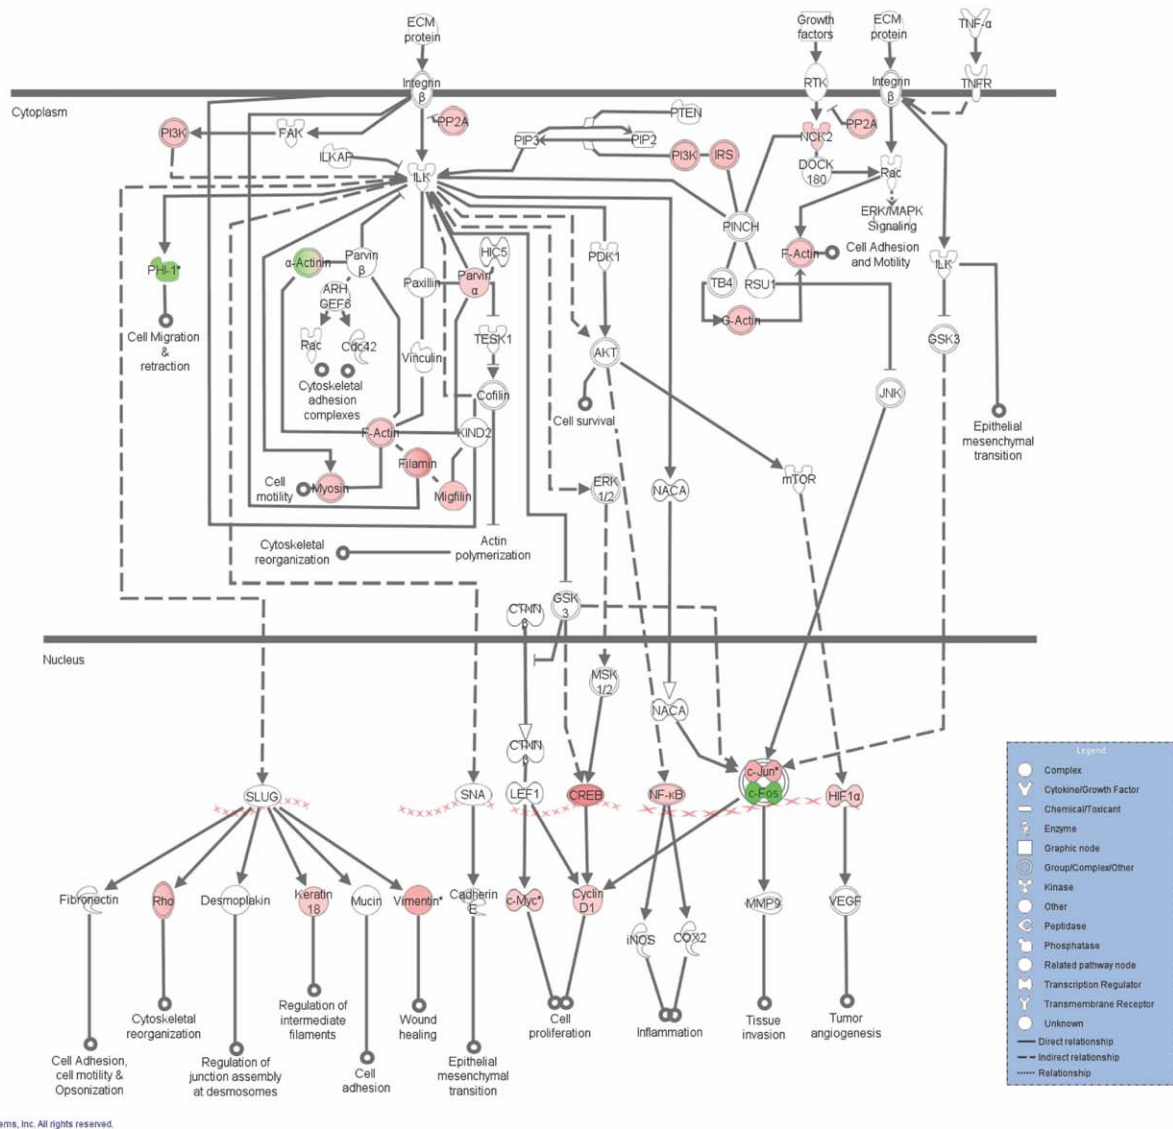 ECM
protein
Growth
factors
ECM
protein
TNF-α
Integrin
β
RTK
Integrin
β
TNFR
Cytoplasm
PI3K
FAK
PP2A
PTEN
PIP3
PIP2
NCK2
PP2A
ILKAP
PI3K
IRS
DOCK
180
Rac
ILK
ERK/MAPK
Signaling
PINCH
α-Actinin
Parvin
β
HIC5
PDK1
F-Actin
Cell Adhesion
and Motility
ILK
PHI-1*
Paxillin
Parvin
α
TB4
RSU1
ARH
GEF6
G-Actin
Cell Migration
&
retraction
Rac
Cdc42
TESK1
GSK3
Vinculin
AKT
Cytoskeletal
adhesion
complexes
Cofilin
JNK
Cell survival
Epithelial
mesenchymal
transition
F-Actin
KIND2
Filamin
mTOR
Cell
motility
Myosin
Migfilin
ERK
1/2
NACA
Cytoskeletal
reorganization
Actin
polymerization
CTNN
β
GSK
3
Nucleus
MSK
1/2
NACA
CTNN
β
c-Jun*
SLUG
SNA
LEF1
CREB
NF-κB
c-Fos
HIF1α
Fibronectin
Rho
Desmoplakin
Keratin
18
Mucin
Vimentin*
Cadherin
E
c-Myc*
Cyclin
D1
MMP9
VEGF
iNOS
COX2
Cytoskeletal
reorganization
Regulation of
intermediate
filaments
Wound
healing
Cell
proliferation
Inflammation
Tissue
invasion
Tumor
angiogenesis
Cell Adhesion,
cell motility &
Opsonization
Regulation of
junction assembly
at desmosomes
Cell
adhesion
Epithelial
mesenchymal
transition
Legend
Complex
Cytokine/Growth Factor
Chemical/Toxicant
Enzyme
Graphic node
Group/Complex/Other
Kinase
Other
Peptidase
Phosphatase
Related pathway node
Transcription Regulator
Transmembrane Receptor
Unknown
Direct relationship
Indirect relationship
Relationship
ems, Inc. All rights reserved.